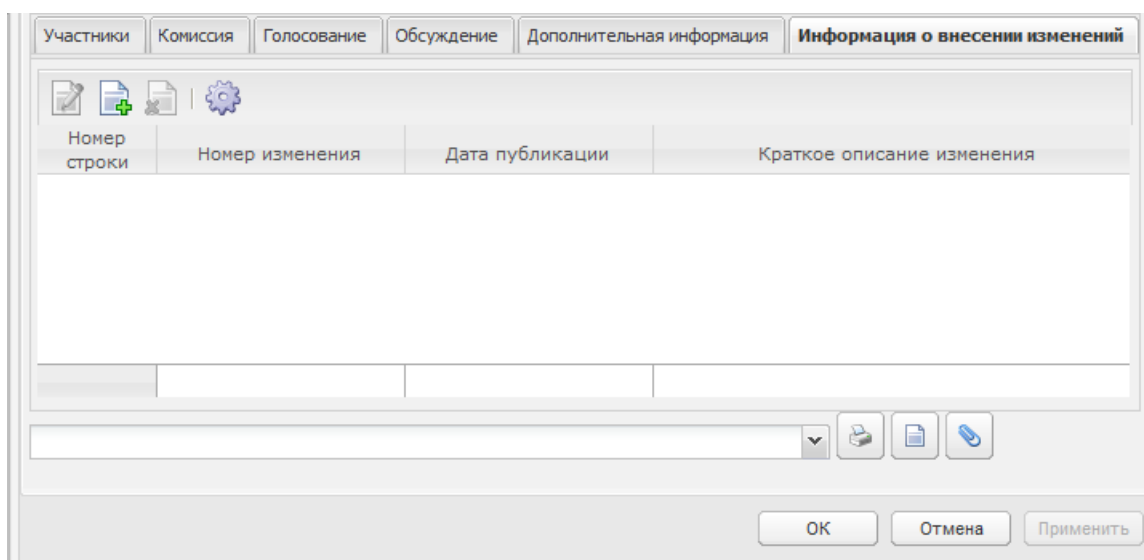 Участники Комиссия Голосование Обсуждение Дополнительная информация Информация о внесении изменений
Номер строки Номер изменения Дата публикации Краткое описание изменения
ОК Отмена Применить